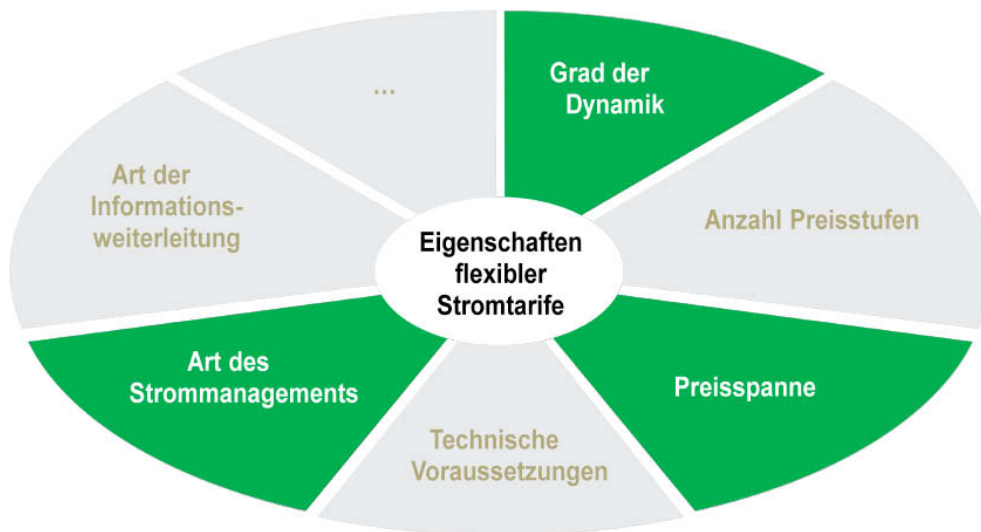 Grad der
Dynamik
Anzahl Preisstufen
Preisspanne
Technische
Voraussetzungen
Art des
Strommanagements
Art der
Informations-
weiterleitung
...
Eigenschaften
flexibler
Stromtarife